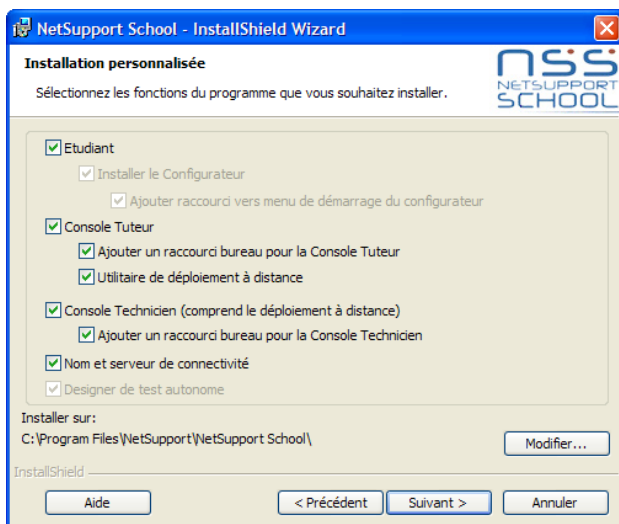 NetSupport School - InstallShield Wizard
Installation personnalisée
Sélectionnez les fonctions du programme que vous souhaitez installer.
nss
NETSUPPORT
SCHOOL
Etudiant
Installer le Configurateur
Ajouter raccourci vers menu de démarrage du configurateur
Console Tuteur
Ajouter un raccourci bureau pour la Console Tuteur
Utilitaire de déploiement à distance
Console Technicien (comprend le déploiement à distance)
Ajouter un raccourci bureau pour la Console Technicien
Nom et serveur de connectivité
Designer de test autonome
Installer sur:
C:\Program Files\NetSupport\NetSupport School\
Modifier...
InstallShield
Aide
< Précédent
Suivant >
Annuler